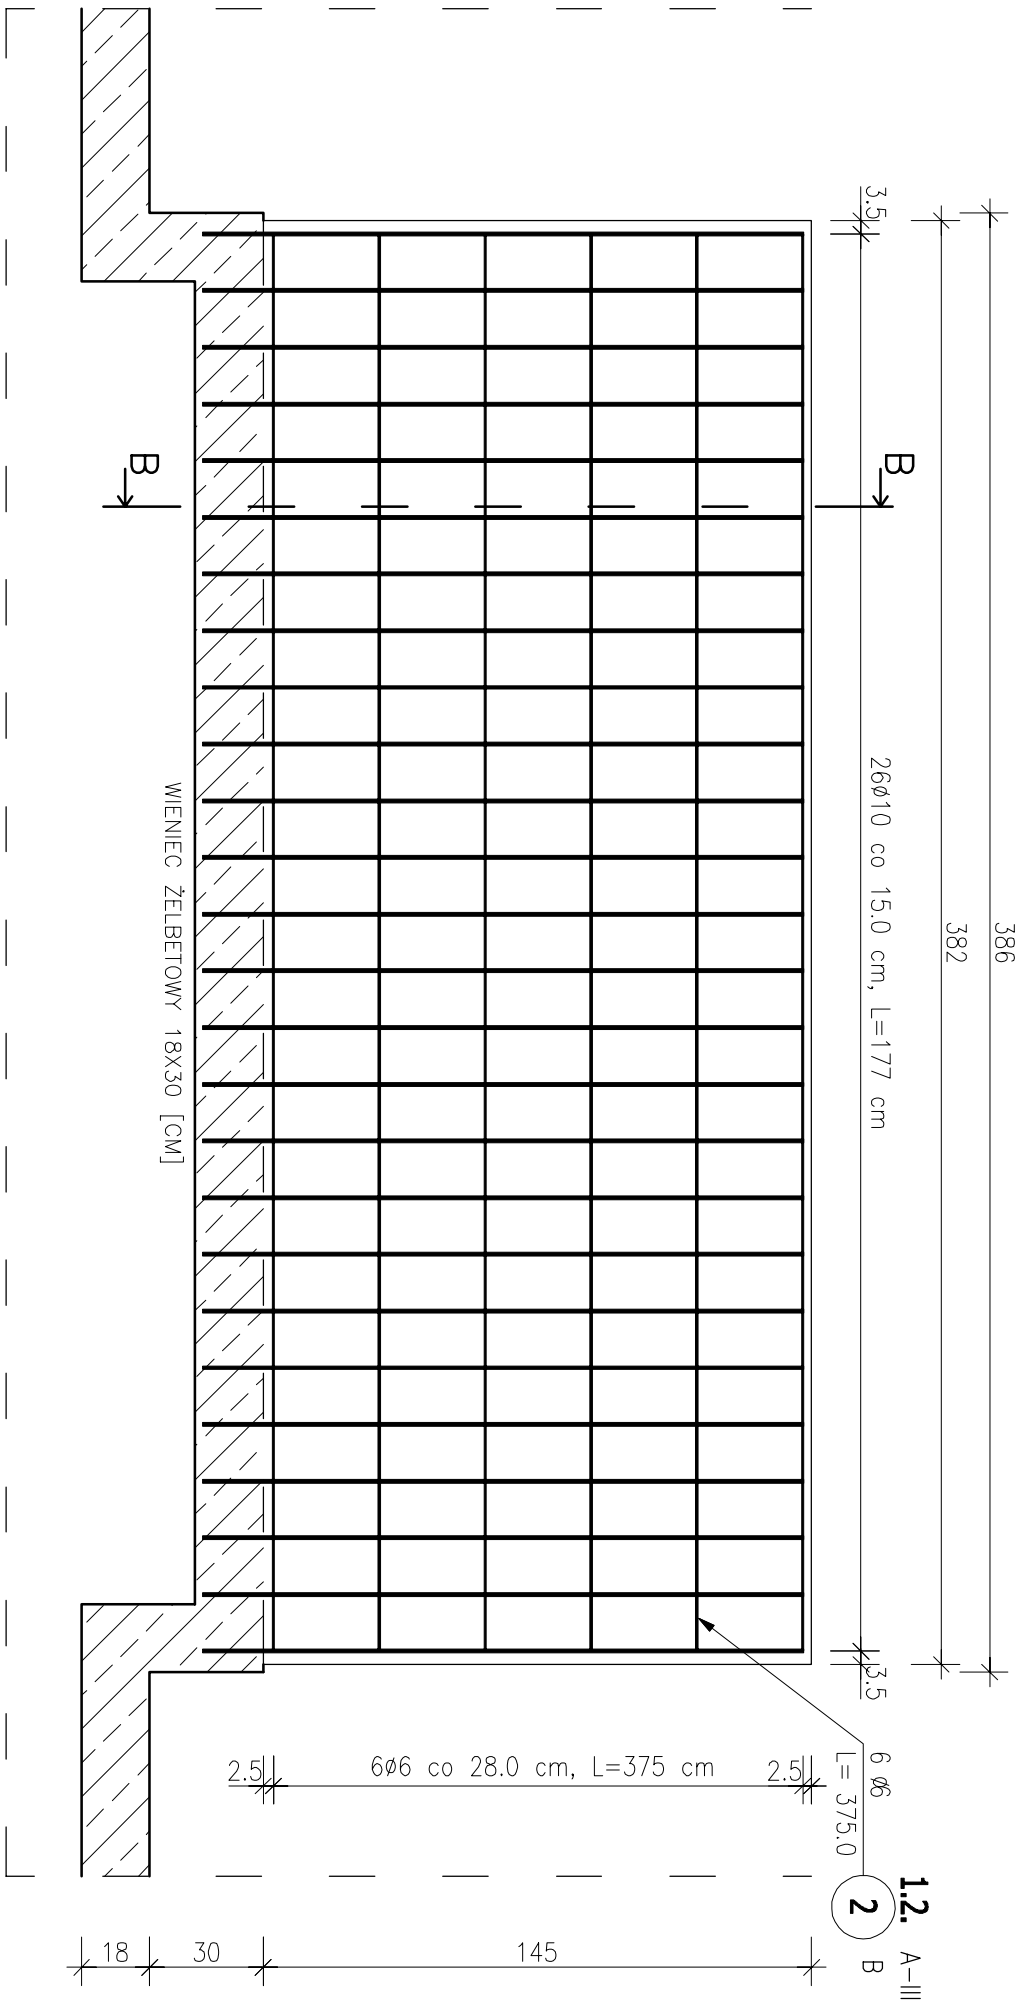 386
382
3.5
26ø10 co 15.0 cm, L=177 cm
3.5
B
B
WIENIEC ŻELBETOWY 18X30 [CM]
6 ø6
L= 375.0
2
1.2. A-III
B
2.5
6ø6 co 28.0 cm, L=375 cm
2.5
18
30
145